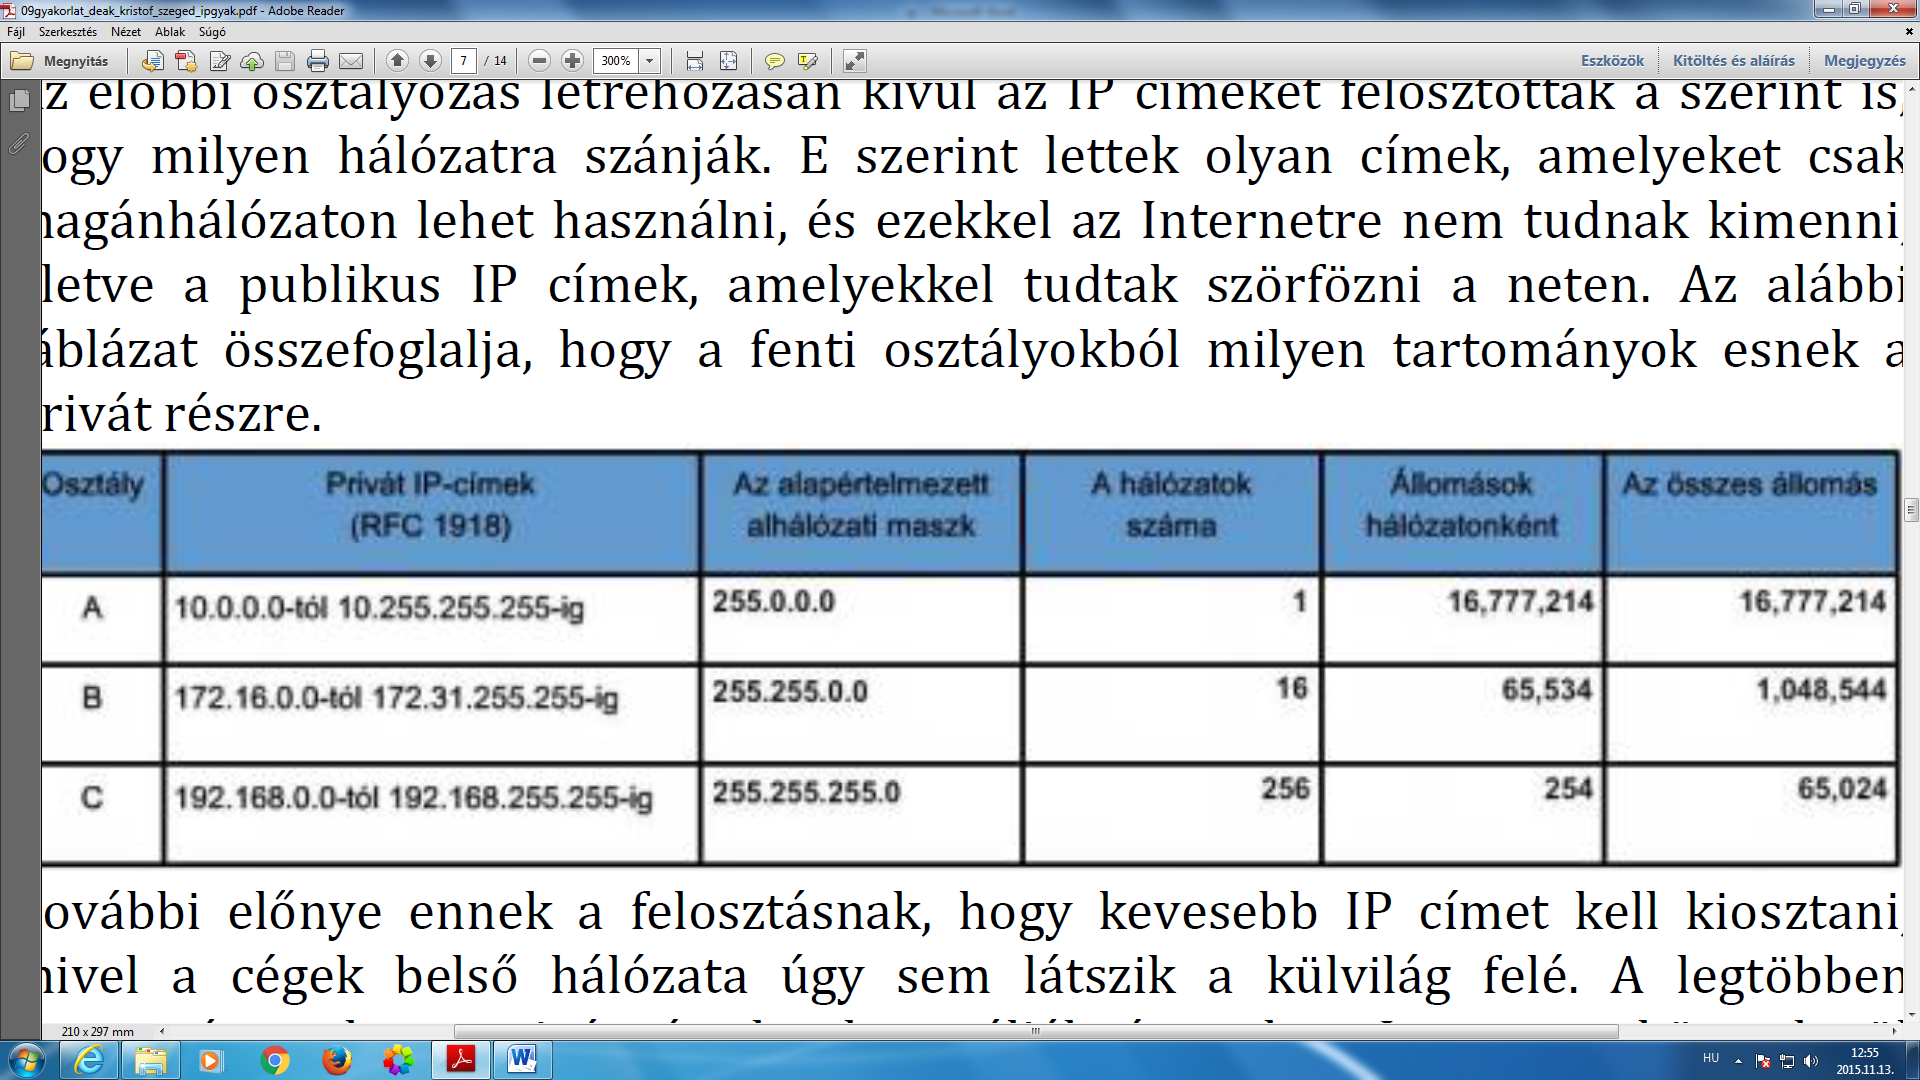 09gyakorlat_deak_kristof_szeged_ipgyak.pdf - Adobe Reader
Fájl Szerkesztés Nézet Ablak Súgó
Megnyitás 7 / 14 300% Eszközök Kitöltés és aláírás Megjegyzés
z előbbi osztályozás létrehozásán kívül az IP címeket felosztották a szerint is,
ogy milyen hálózatra szánják. E szerint lettek olyan címek, amelyeket csak
nagánhálózaton lehet használni, és ezekkel az Internetre nem tudnak kimenni,
letve a publikus IP címek, amelyekkel tudtak szörfözni a neten. Az alábbi
áblázat összefoglalja, hogy a fenti osztályokból milyen tartományok esnek a
rivát részre.
Osztály Privát IP-címek (RFC 1918) Az alapértelmezett alhálózati maszk A hálózatok száma Állomások hálózatonként Az összes állomás
A 10.0.0.0-tól 10.255.255.255-ig 255.0.0.0 1 16,777,214 16,777,214
B 172.16.0.0-tól 172.31.255.255-ig 255.255.0.0 16 65,534 1,048,544
C 192.168.0.0-tól 192.168.255.255-ig 255.255.255.0 256 254 65,024
ovábbi előnye ennek a felosztásnak, hogy kevesebb IP címet kell kiosztani,
nivel a cégek belső hálózata úgy sem látszik a külvilág felé. A legtöbben
210 x 297 mm
HU 12:55
2015.11.13.